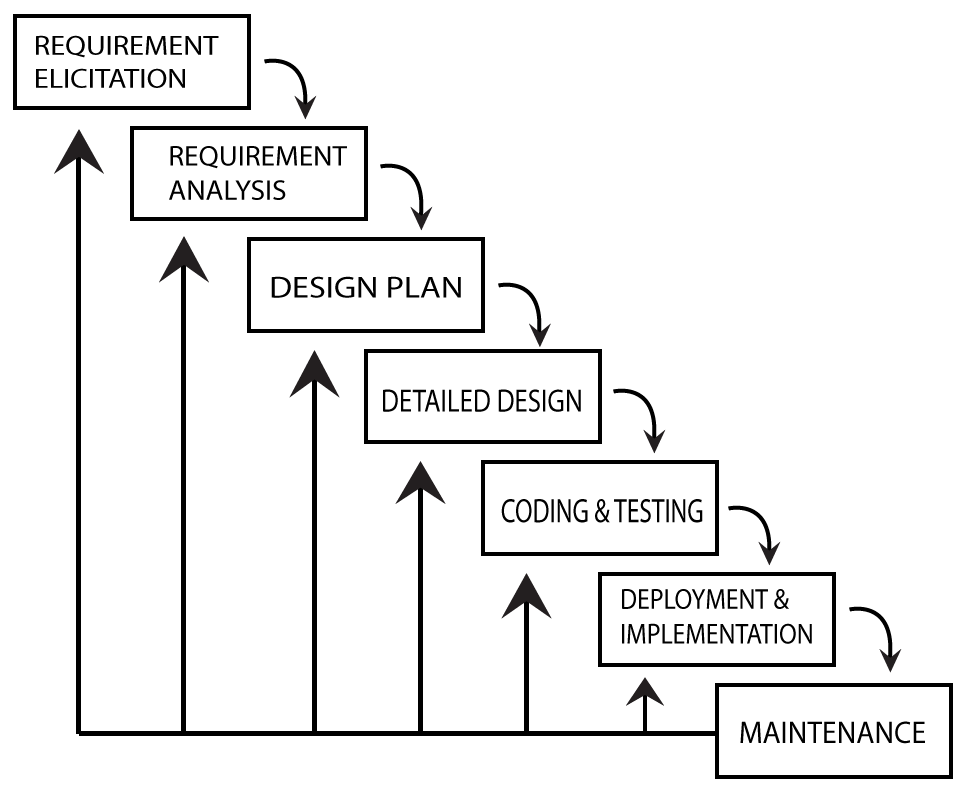 REQUIREMENT
ELICITATION
REQUIREMENT
ANALYSIS
DESIGN PLAN
DETAILED DESIGN
CODING & TESTING
DEPLOYMENT &
IMPLEMENTATION
MAINTENANCE